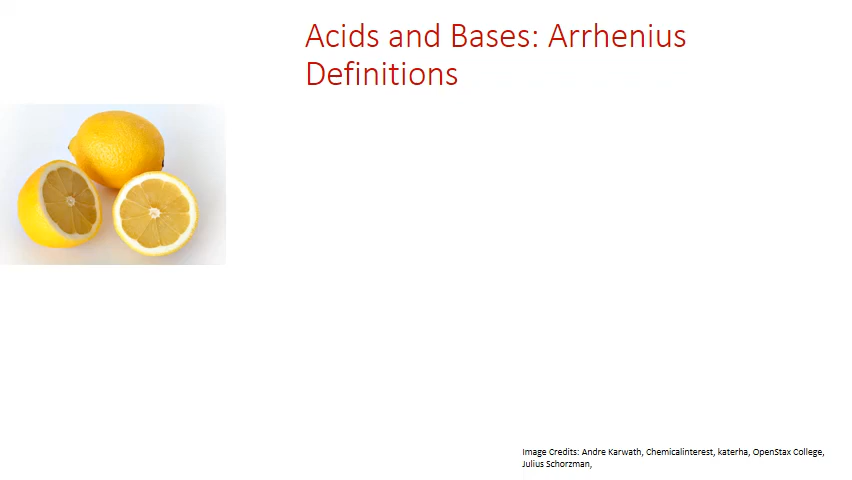 Acids and Bases: Arrhenius
Definitions
Image Credits: Andre Karwath, Chemicalinterest, katerha, OpenStax College,
Julius Schorzman,